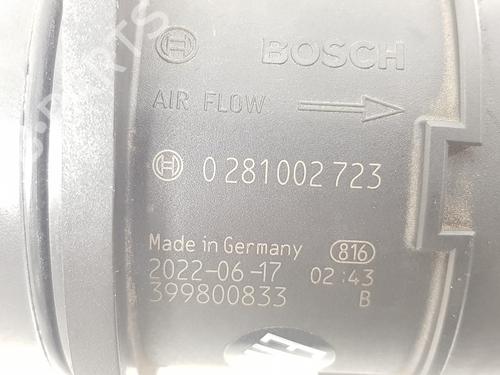 BOSCH
AIR FLOW
0 281 002 723
Made in Germany 816
2022-06-17 02:43
399800833 B